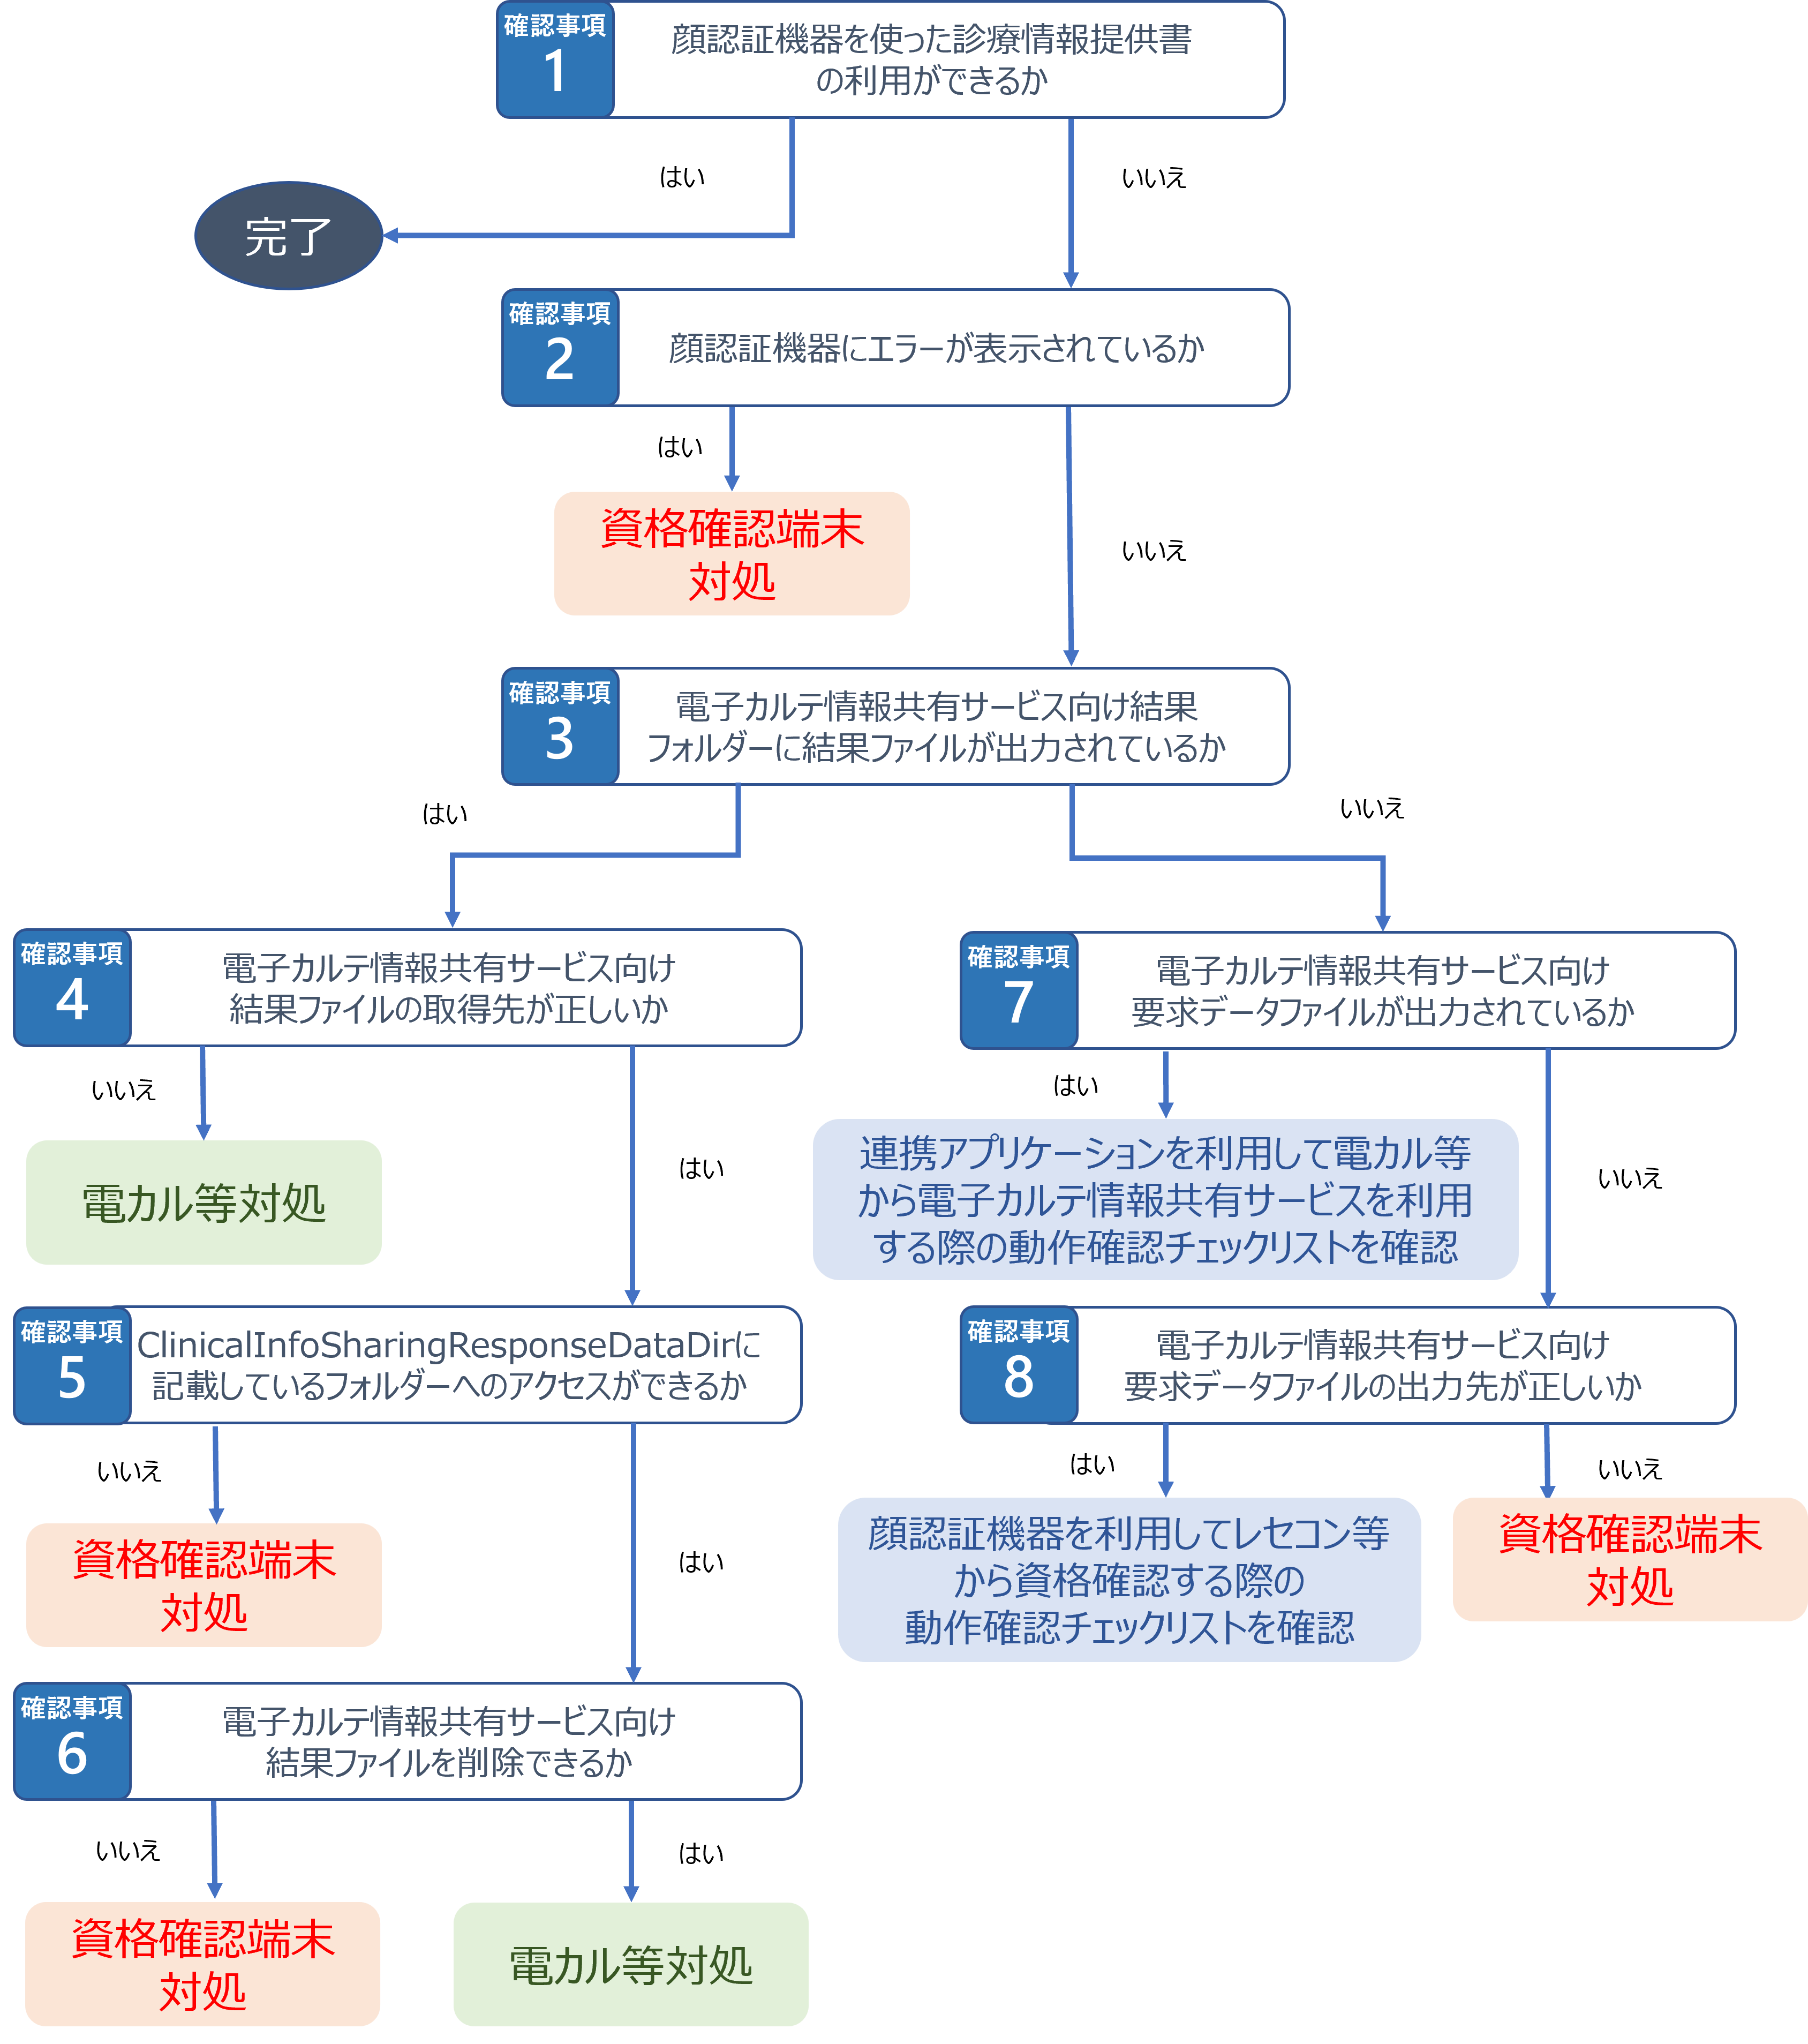 確認事項
1
顔認証機器を使った診療情報提供書
の利用ができるか
はい
いいえ
完了
確認事項
2
顔認証機器にエラーが表示されているか
はい
いいえ
資格確認端末
対処
確認事項
3
電子カルテ情報共有サービス向け結果
フォルダーに結果ファイルが出力されているか
はい
いいえ
確認事項
4
電子カルテ情報共有サービス向け
結果ファイルの取得先が正しいか
いいえ
はい
電カル等対処
確認事項
7
電子カルテ情報共有サービス向け
要求データファイルが出力されているか
はい
いいえ
連携アプリケーションを利用して電カル等
から電子カルテ情報共有サービスを利用
する際の動作確認チェックリストを確認
確認事項
5
ClinicalInfoSharingResponseDataDirに
記載しているフォルダーへのアクセスができるか
いいえ
はい
資格確認端末
対処
確認事項
8
電子カルテ情報共有サービス向け
要求データファイルの出力先が正しいか
はい
いいえ
顔認証機器を利用してレセコン等
から資格確認する際の
動作確認チェックリストを確認
資格確認端末
対処
確認事項
6
電子カルテ情報共有サービス向け
結果ファイルを削除できるか
いいえ
はい
資格確認端末
対処
電カル等対処